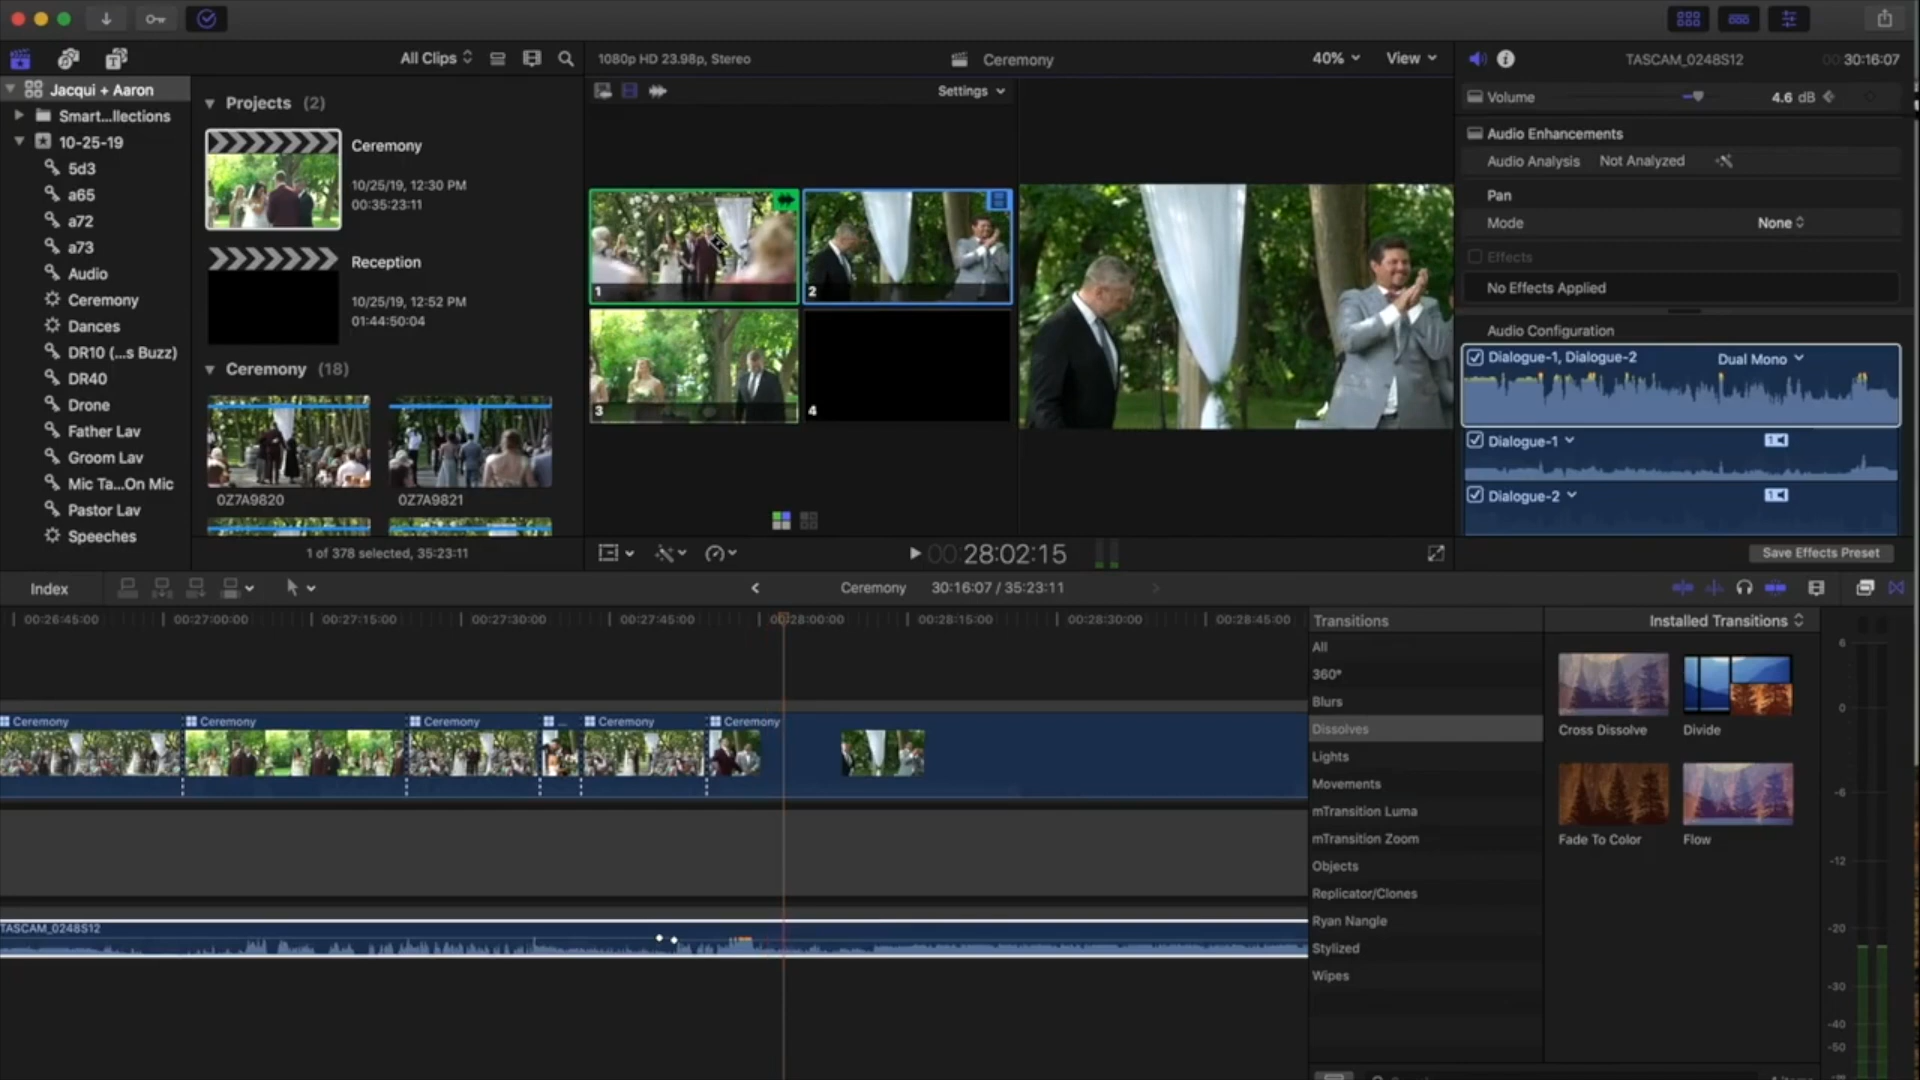 All Clips
1080p HD 23.98p, Stereo
Ceremony
40%
View
TASCAM_0248S12
00 30:16:07
Jacqui + Aaron
Smart...llections
10-25-19
5d3
a65
a72
a73
Audio
Ceremony
Dances
DR10 (...s Buzz)
DR40
Drone
Father Lav
Groom Lav
Mic Ta...On Mic
Pastor Lav
Speeches
Projects (2)
Ceremony
10/25/19, 12:30 PM
00:35:23:11
Reception
10/25/19, 12:52 PM
01:44:50:04
Ceremony (18)
0Z7A9820
0Z7A9821
1 of 378 selected, 35:23:11
Settings
1
2
3
4
00:28:02:15
Volume
4.6 dB
Audio Enhancements
Audio Analysis Not Analyzed
Pan
Mode
None
Effects
No Effects Applied
Audio Configuration
Dialogue-1, Dialogue-2
Dual Mono
Dialogue-1
1
Dialogue-2
1
Save Effects Preset
Index
Ceremony
30:16:07 / 35:23:11
00:26:45:00
00:27:00:00
00:27:15:00
00:27:30:00
00:27:45:00
00:28:00:00
00:28:15:00
00:28:30:00
00:28:45:00
Ceremony
Ceremony
Ceremony
...
Ceremony
Ceremony
TASCAM_0248S12
Transitions
All
360°
Blurs
Dissolves
Lights
Movements
mTransition Luma
mTransition Zoom
Objects
Replicator/Clones
Ryan Nangle
Stylized
Wipes
Installed Transitions
Cross Dissolve
Divide
Fade To Color
Flow
6
0
-6
-12
-20
-30
-40
-50